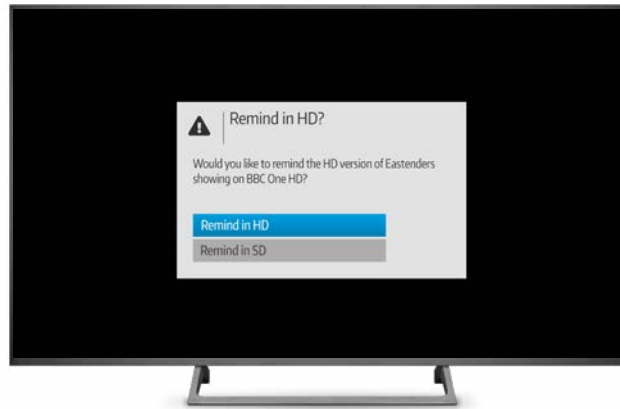 Remind in HD?
Would you like to remind the HD version of Eastenders
showing on BBC One HD?
Remind in HD
Remind in SD